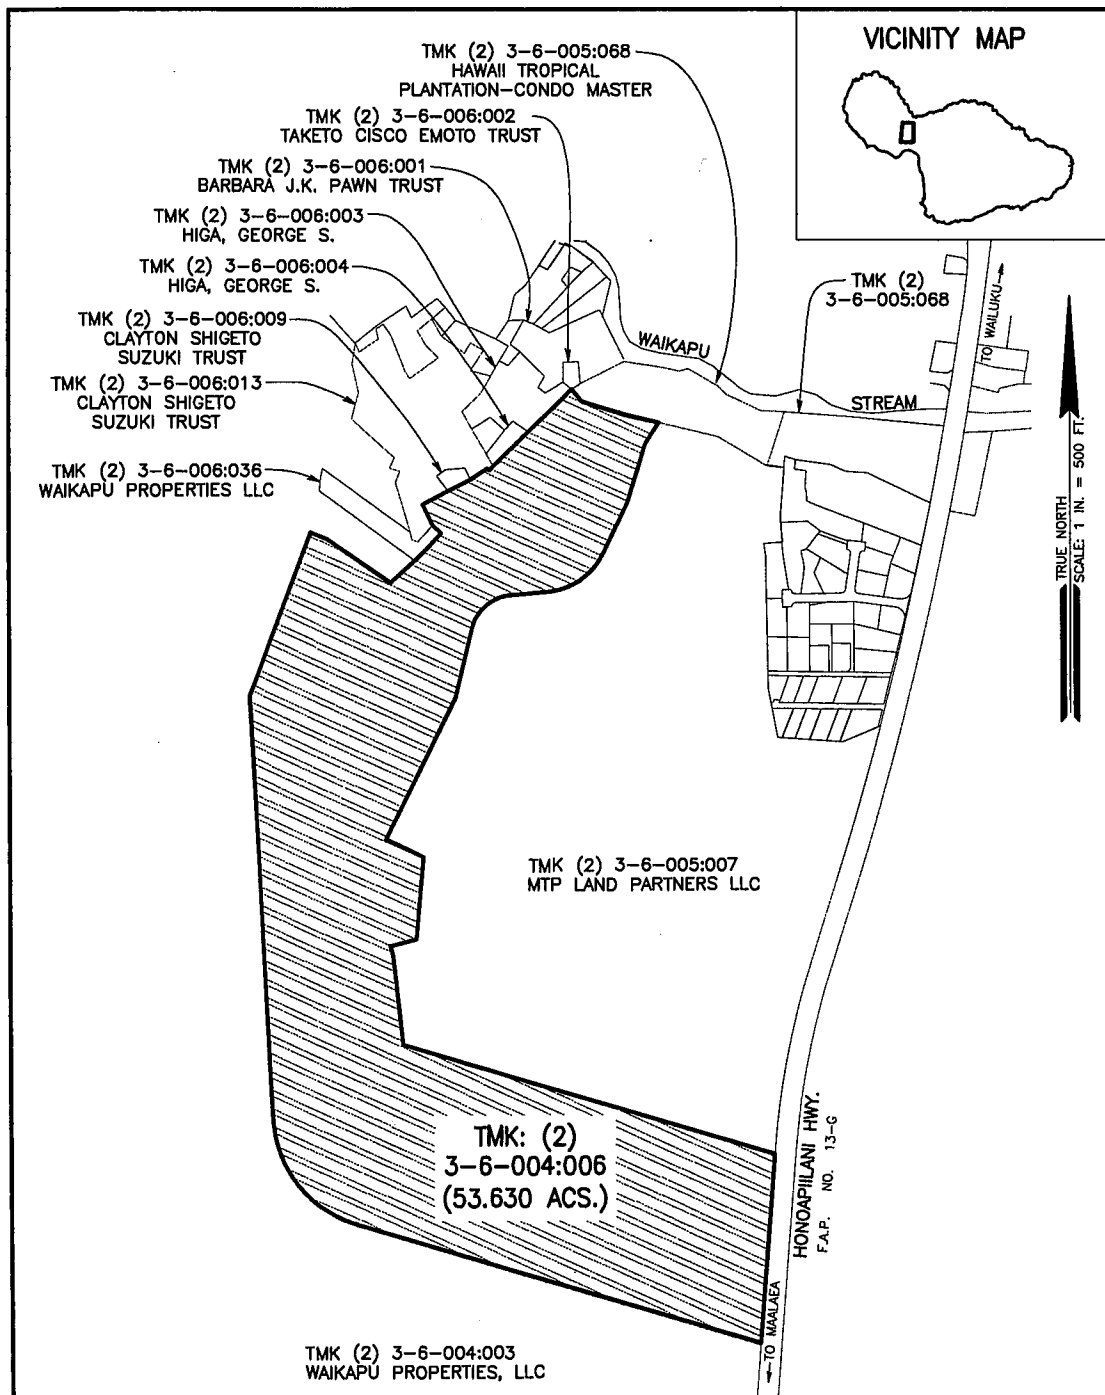 VICINITY MAP
TMK (2) 3-6-005:068
HAWAII TROPICAL
PLANTATION-CONDO MASTER
TMK (2) 3-6-006:002
TAKETO CISCO EMOTO TRUST
TMK (2) 3-6-006:001
BARBARA J.K. PAWN TRUST
TMK (2) 3-6-006:003
HIGA, GEORGE S.
TMK (2) 3-6-006:004
HIGA, GEORGE S.
TMK (2) 3-6-006:009
CLAYTON SHIGETO
SUZUKI TRUST
TMK (2) 3-6-006:013
CLAYTON SHIGETO
SUZUKI TRUST
TMK (2) 3-6-006:036
WAIKAPU PROPERTIES LLC
TMK (2)
3-6-005:068
WAIKAPU
STREAM
TO WAILUKU
TRUE NORTH
SCALE: 1 IN. = 500 FT.
TMK (2) 3-6-005:007
MTP LAND PARTNERS LLC
TMK: (2)
3-6-004:006
(53.630 ACS.)
HONOAPIILANI HWY.
F.A.P. NO. 13-G
TO MAALAEA
TMK (2) 3-6-004:003
WAIKAPU PROPERTIES, LLC